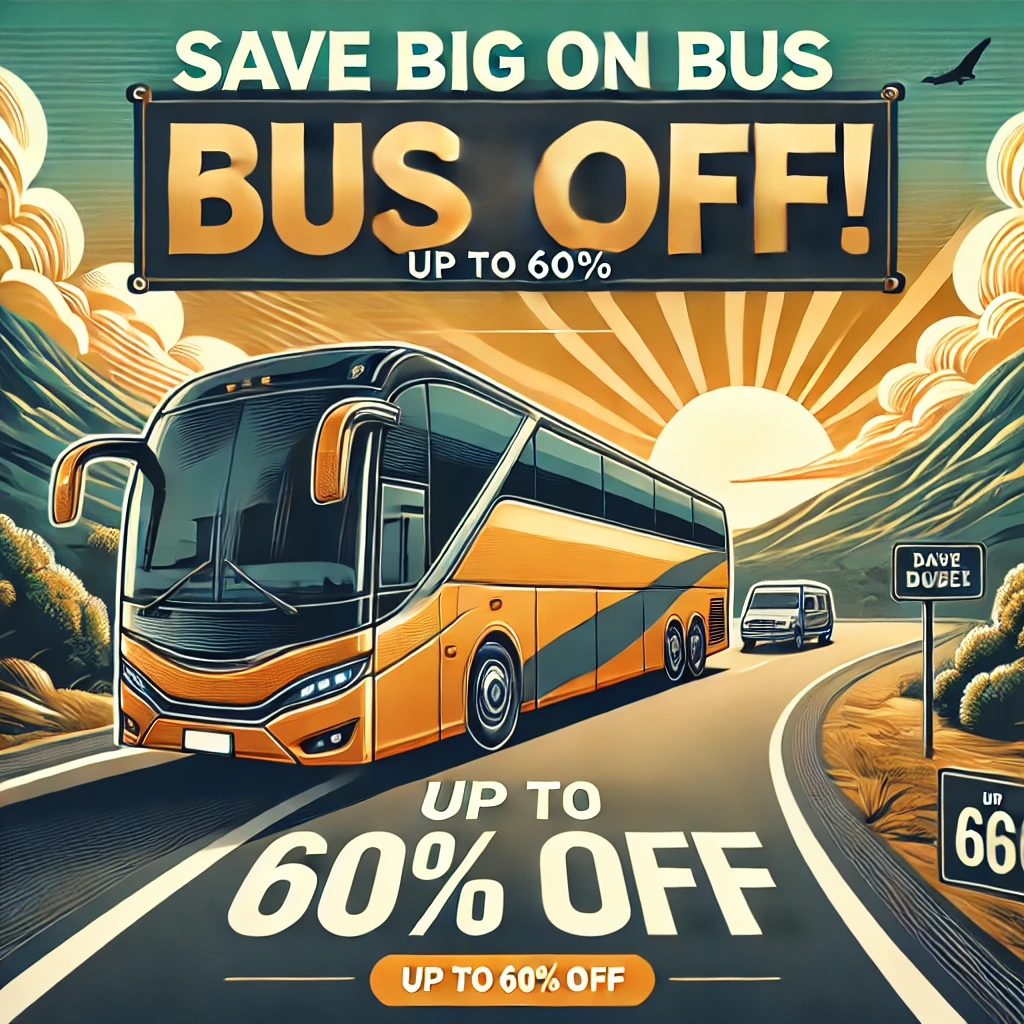 SAVE BIG ON BUS
BUS OFF!
UP TO 60%
UP TO
60% OFF
UP TO 60% OFF